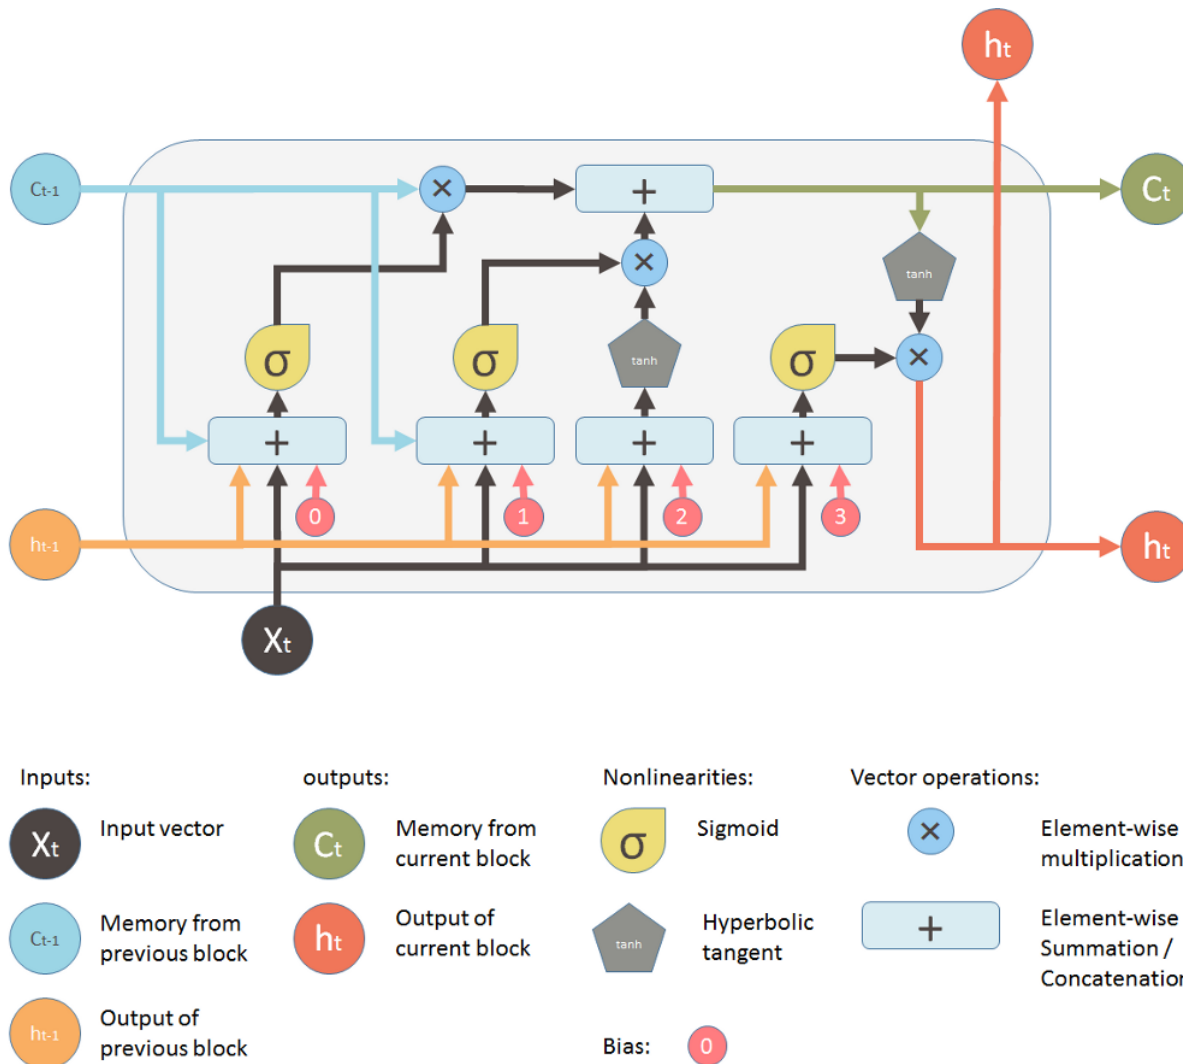 ht
Ct-1
×
+
Ct
×
tanh
σ
σ
tanh
σ
×
+
+
+
+
0
1
2
3
ht-1
ht
Xt
Inputs:
outputs:
Nonlinearities:
Vector operations:
Xt
Input vector
Ct
Memory from
current block
σ
Sigmoid
×
Element-wise
multiplication
Ct-1
Memory from
previous block
ht
Output of
current block
tanh
Hyperbolic
tangent
+
Element-wise
Summation /
Concatenation
ht-1
Output of
previous block
Bias:
0